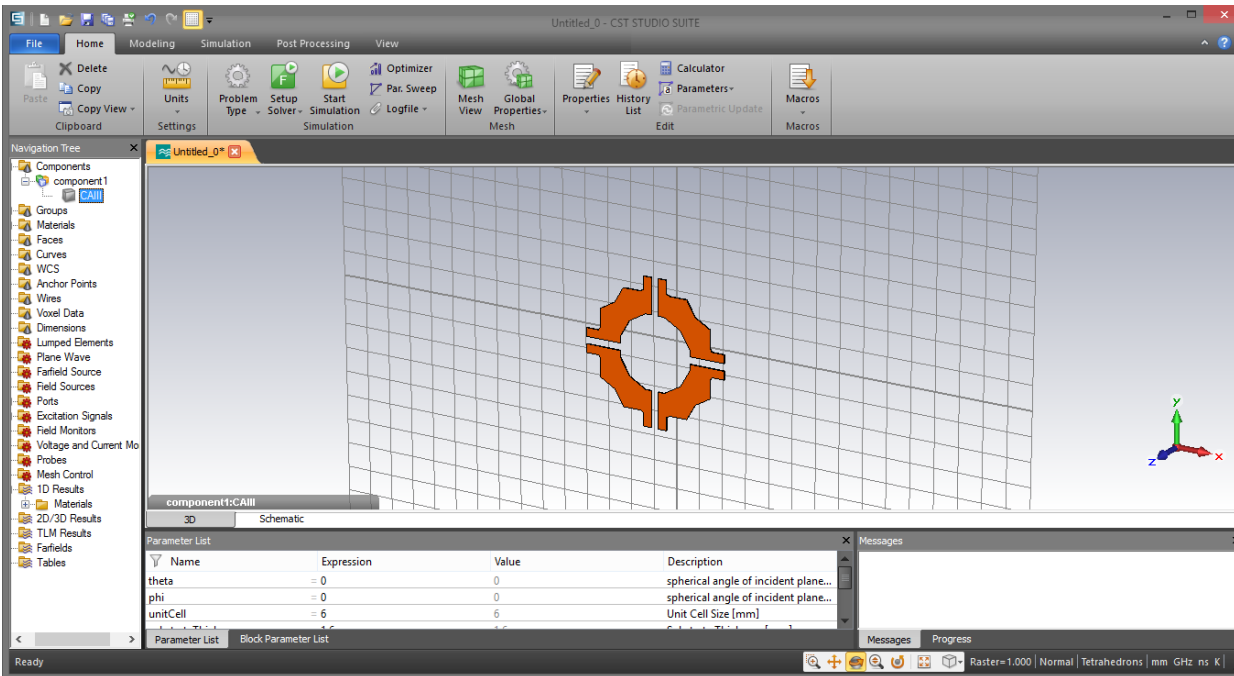 Untitled_0 - CST STUDIO SUITE
File Home Modeling Simulation Post Processing View
Paste
Delete
Copy
Copy View
Clipboard
Units
Settings
Problem Type
Setup Solver
Start Simulation
Optimizer
Par. Sweep
Logfile
Simulation
Mesh View
Global Properties
Mesh
Properties
History List
Calculator
Parameters
Parametric Update
Edit
Macros
Macros
Navigation Tree
Components
component1
CAIII
Groups
Materials
Faces
Curves
WCS
Anchor Points
Wires
Voxel Data
Dimensions
Lumped Elements
Plane Wave
Farfield Source
Field Sources
Ports
Excitation Signals
Field Monitors
Voltage and Current Mo
Probes
Mesh Control
1D Results
Materials
2D/3D Results
TLM Results
Farfields
Tables
Untitled_0*
y
x
z
component1:CAIII
3D Schematic
Parameter List
Name Expression Value Description
theta = 0 0 spherical angle of incident plane...
phi = 0 0 spherical angle of incident plane...
unitCell = 6 6 Unit Cell Size [mm]
Parameter List Block Parameter List
Messages
Messages Progress
Ready
Raster=1.000 Normal Tetrahedrons mm GHz ns K